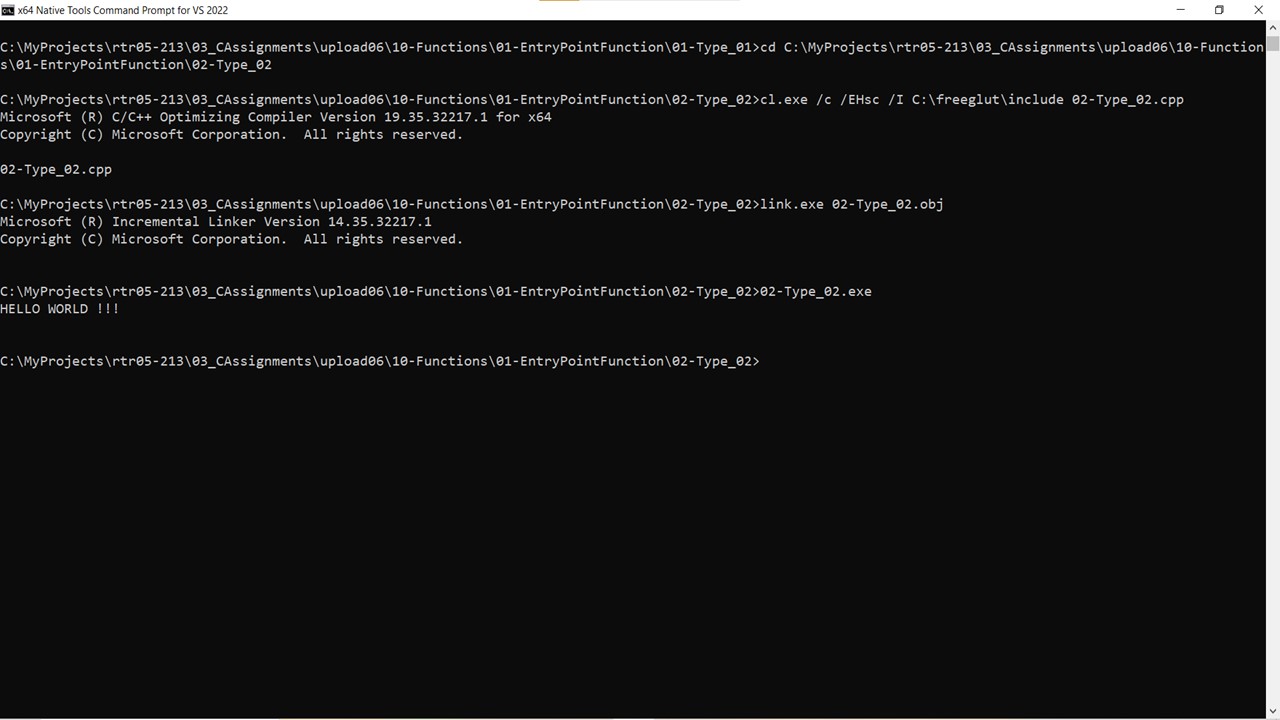 x64 Native Tools Command Prompt for VS 2022
C:\MyProjects\rtr05-213\03_CAssignments\upload06\10-Functions\01-EntryPointFunction\01-Type_01>cd C:\MyProjects\rtr05-213\03_CAssignments\upload06\10-Function
s\01-EntryPointFunction\02-Type_02
C:\MyProjects\rtr05-213\03_CAssignments\upload06\10-Functions\01-EntryPointFunction\02-Type_02>cl.exe /c /EHsc /I C:\freeglut\include 02-Type_02.cpp
Microsoft (R) C/C++ Optimizing Compiler Version 19.35.32217.1 for x64
Copyright (C) Microsoft Corporation.  All rights reserved.
02-Type_02.cpp
C:\MyProjects\rtr05-213\03_CAssignments\upload06\10-Functions\01-EntryPointFunction\02-Type_02>link.exe 02-Type_02.obj
Microsoft (R) Incremental Linker Version 14.35.32217.1
Copyright (C) Microsoft Corporation.  All rights reserved.
C:\MyProjects\rtr05-213\03_CAssignments\upload06\10-Functions\01-EntryPointFunction\02-Type_02>02-Type_02.exe
HELLO WORLD !!!
C:\MyProjects\rtr05-213\03_CAssignments\upload06\10-Functions\01-EntryPointFunction\02-Type_02>